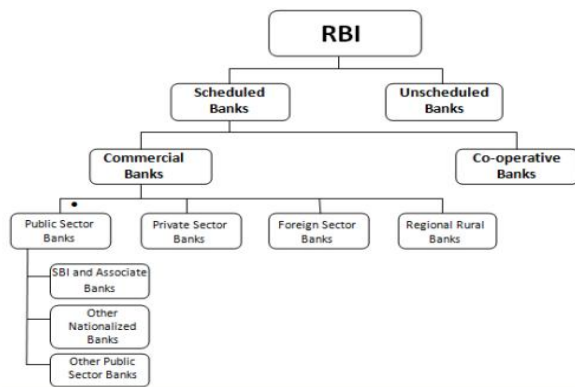 RBI
Scheduled
Banks
Unscheduled
Banks
Commercial
Banks
Co-operative
Banks
Public Sector
Banks
Private Sector
Banks
Foreign Sector
Banks
Regional Rural
Banks
SBI and Associate
Banks
Other
Nationalized
Banks
Other Public
Sector Banks